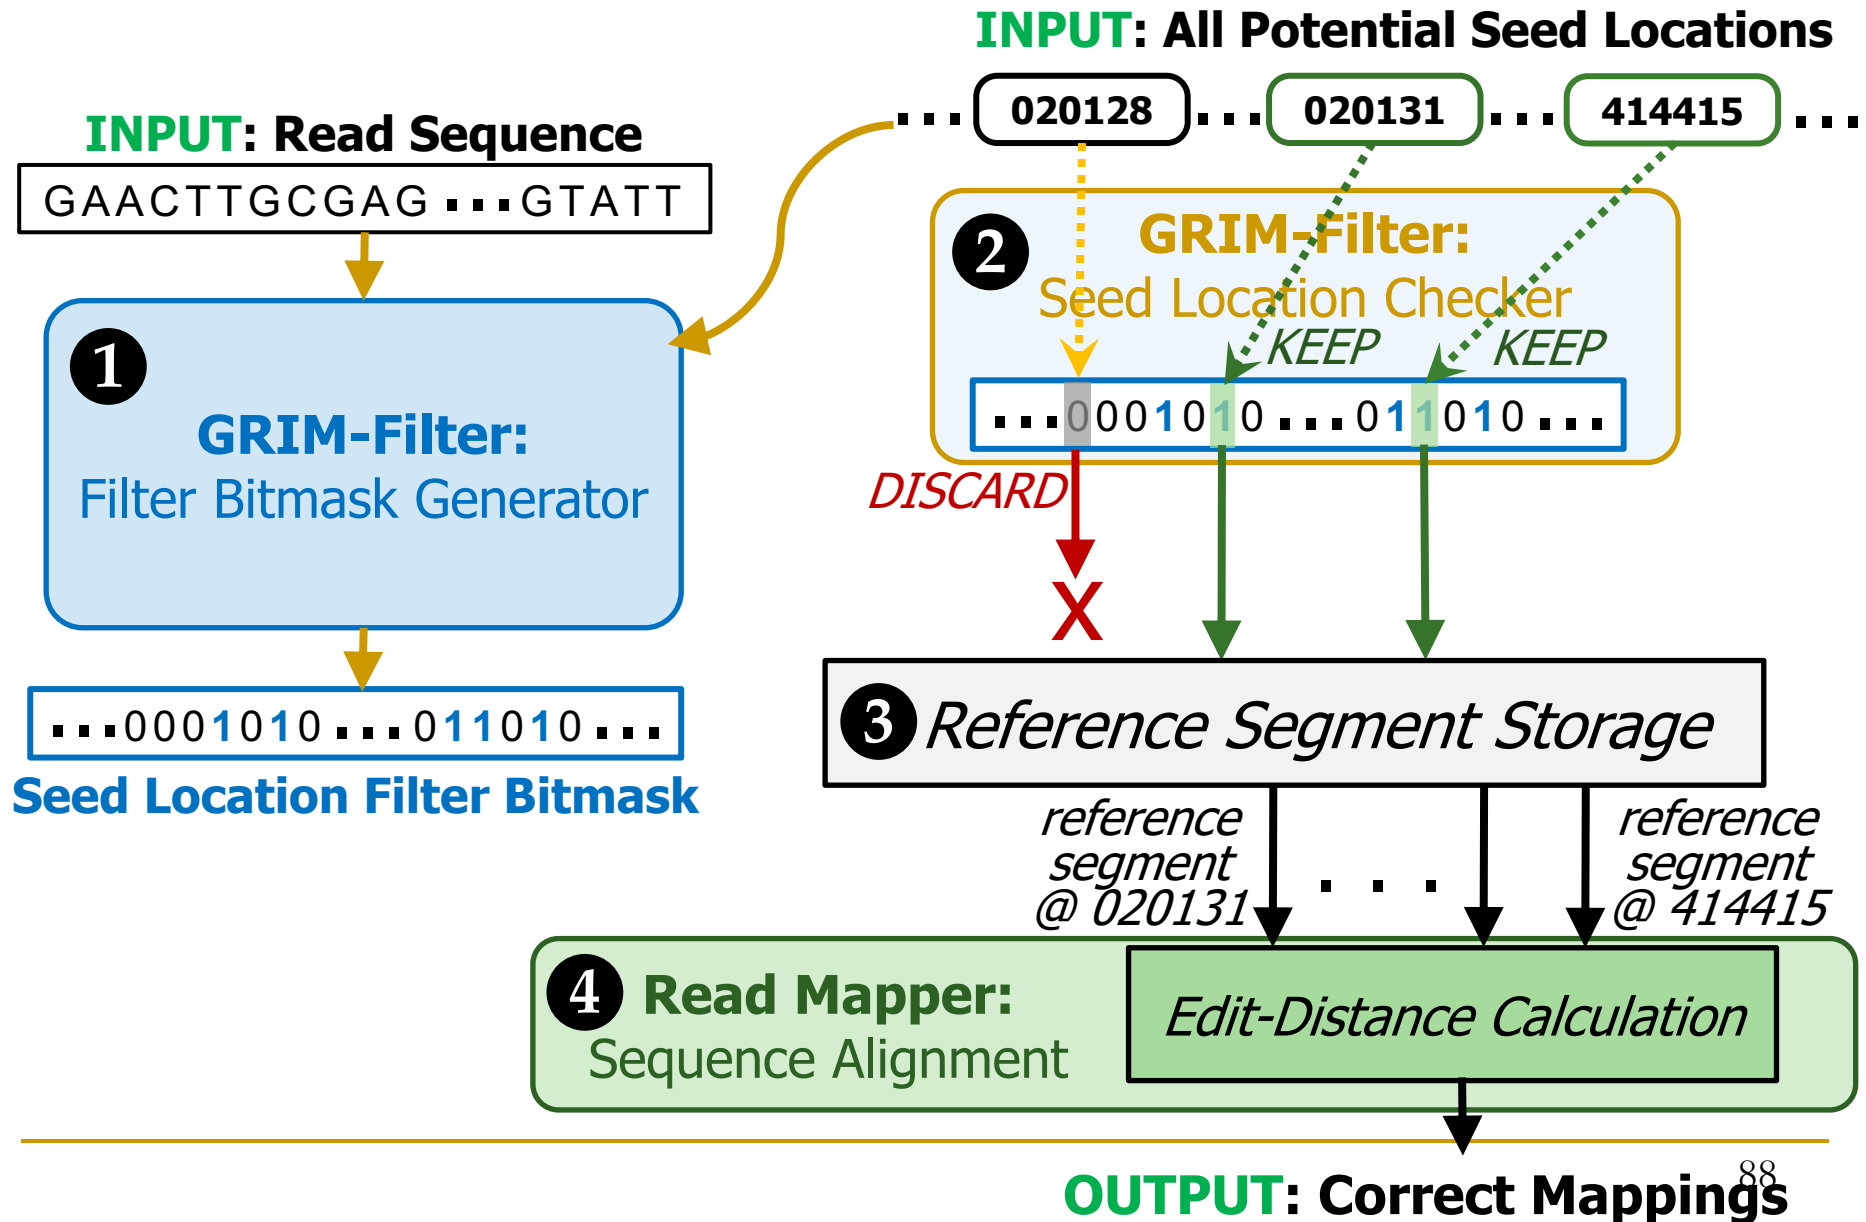 INPUT: All Potential Seed Locations
... 020128 ... 020131 ... 414415 ...
INPUT: Read Sequence
GAACTTGCGAG ... GTATT
1
GRIM-Filter:
Filter Bitmask Generator
...0001010...011010...
Seed Location Filter Bitmask
2
GRIM-Filter:
Seed Location Checker
KEEP KEEP
...0001010...011010...
DISCARD
X
3 Reference Segment Storage
reference
segment
@ 020131
. . .
reference
segment
@ 414415
4 Read Mapper:
Sequence Alignment
Edit-Distance Calculation
OUTPUT: Correct Mappings
88